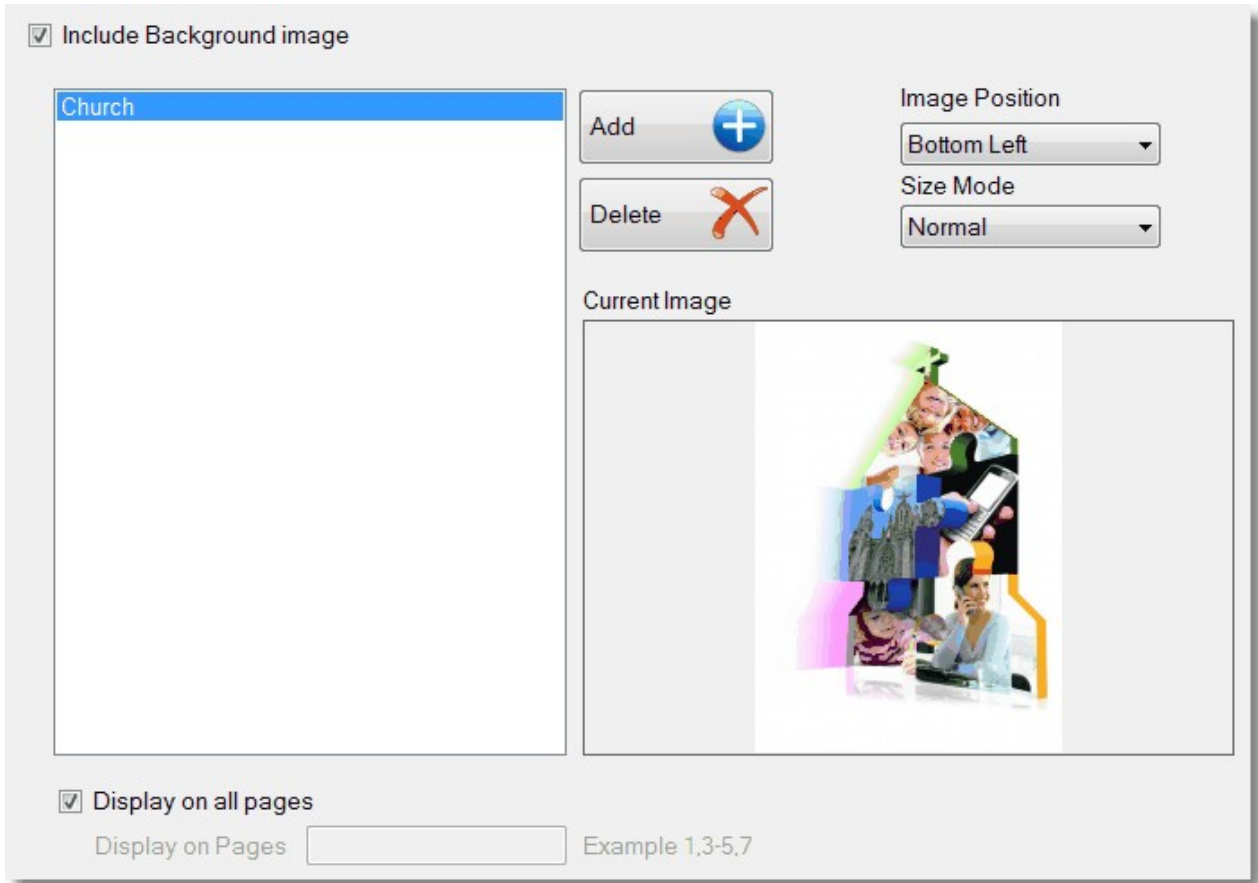 Include Background image
Church
Add
Delete
Image Position
Bottom Left
Size Mode
Normal
Current Image
Display on all pages
Display on Pages
Example 1,3-5,7